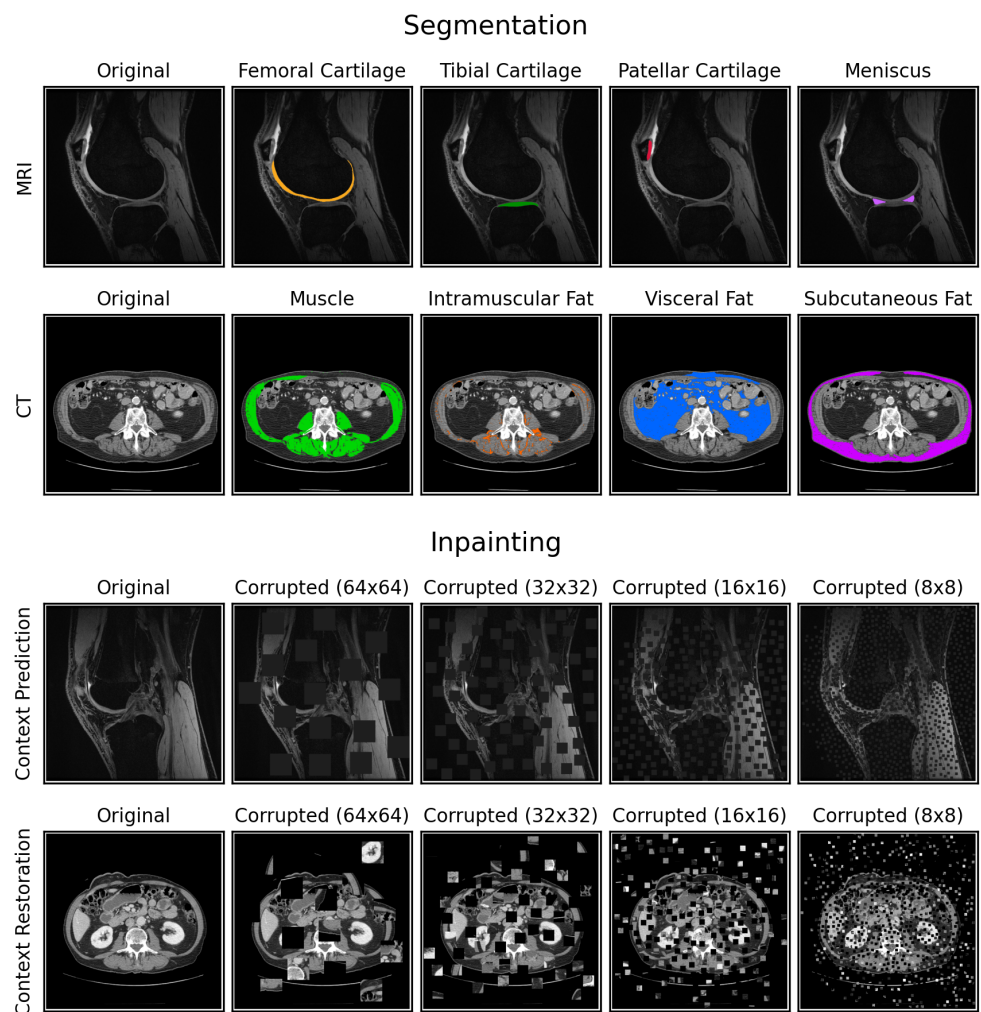 Segmentation
Original
Femoral Cartilage
Tibial Cartilage
Patellar Cartilage
Meniscus
MRI
Original
Muscle
Intramuscular Fat
Visceral Fat
Subcutaneous Fat
CT
Inpainting
Original
Corrupted (64x64)
Corrupted (32x32)
Corrupted (16x16)
Corrupted (8x8)
Context Prediction
Original
Corrupted (64x64)
Corrupted (32x32)
Corrupted (16x16)
Corrupted (8x8)
Context Restoration